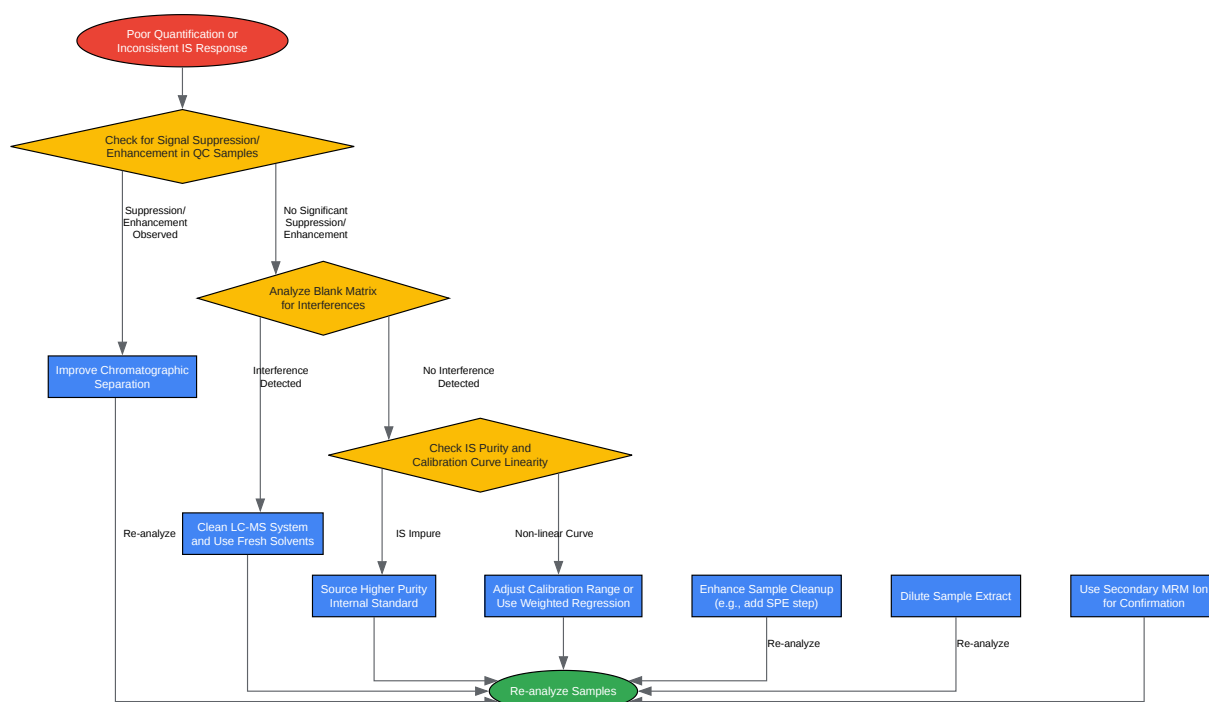 Poor Quantification or
Inconsistent IS Response
Check for Signal Suppression/
Enhancement in QC Samples
Suppression/
Enhancement
Observed
No Significant
Suppression/
Enhancement
Analyze Blank Matrix
for Interferences
Improve Chromatographic
Separation
Interference
Detected
No Interference
Detected
Check IS Purity and
Calibration Curve Linearity
Re-analyze
Clean LC-MS System
and Use Fresh Solvents
IS Impure
Non-linear Curve
Source Higher Purity
Internal Standard
Adjust Calibration Range or
Use Weighted Regression
Enhance Sample Cleanup
(e.g., add SPE step)
Dilute Sample Extract
Use Secondary MRM Ion
for Confirmation
Re-analyze
Re-analyze
Re-analyze Samples